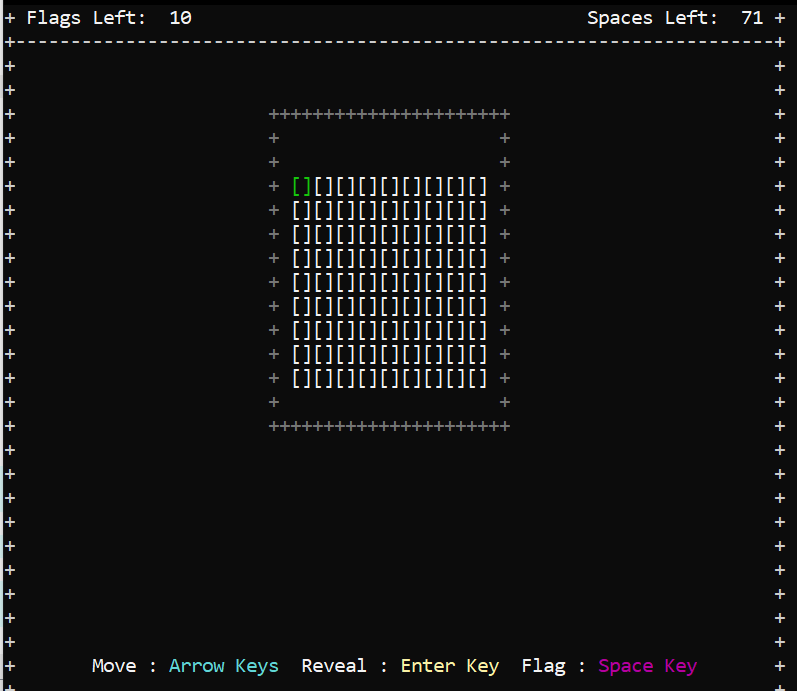 + Flags Left:  10                                    Spaces Left:  71 +
+---------------------------------------------------------------------+
+                                                                     +
+                                                                     +
+                       ++++++++++++++++++++++                        +
+                       +                    +                        +
+                       +                    +                        +
+                       + [][][][][][][][][] +                        +
+                       + [][][][][][][][][] +                        +
+                       + [][][][][][][][][] +                        +
+                       + [][][][][][][][][] +                        +
+                       + [][][][][][][][][] +                        +
+                       + [][][][][][][][][] +                        +
+                       + [][][][][][][][][] +                        +
+                       + [][][][][][][][][] +                        +
+                       + [][][][][][][][][] +                        +
+                       +                    +                        +
+                       ++++++++++++++++++++++                        +
+                                                                     +
+                                                                     +
+                                                                     +
+                                                                     +
+                                                                     +
+                                                                     +
+                                                                     +
+                                                                     +
+                                                                     +
+       Move : Arrow Keys  Reveal : Enter Key  Flag : Space Key       +
+                                                                     +